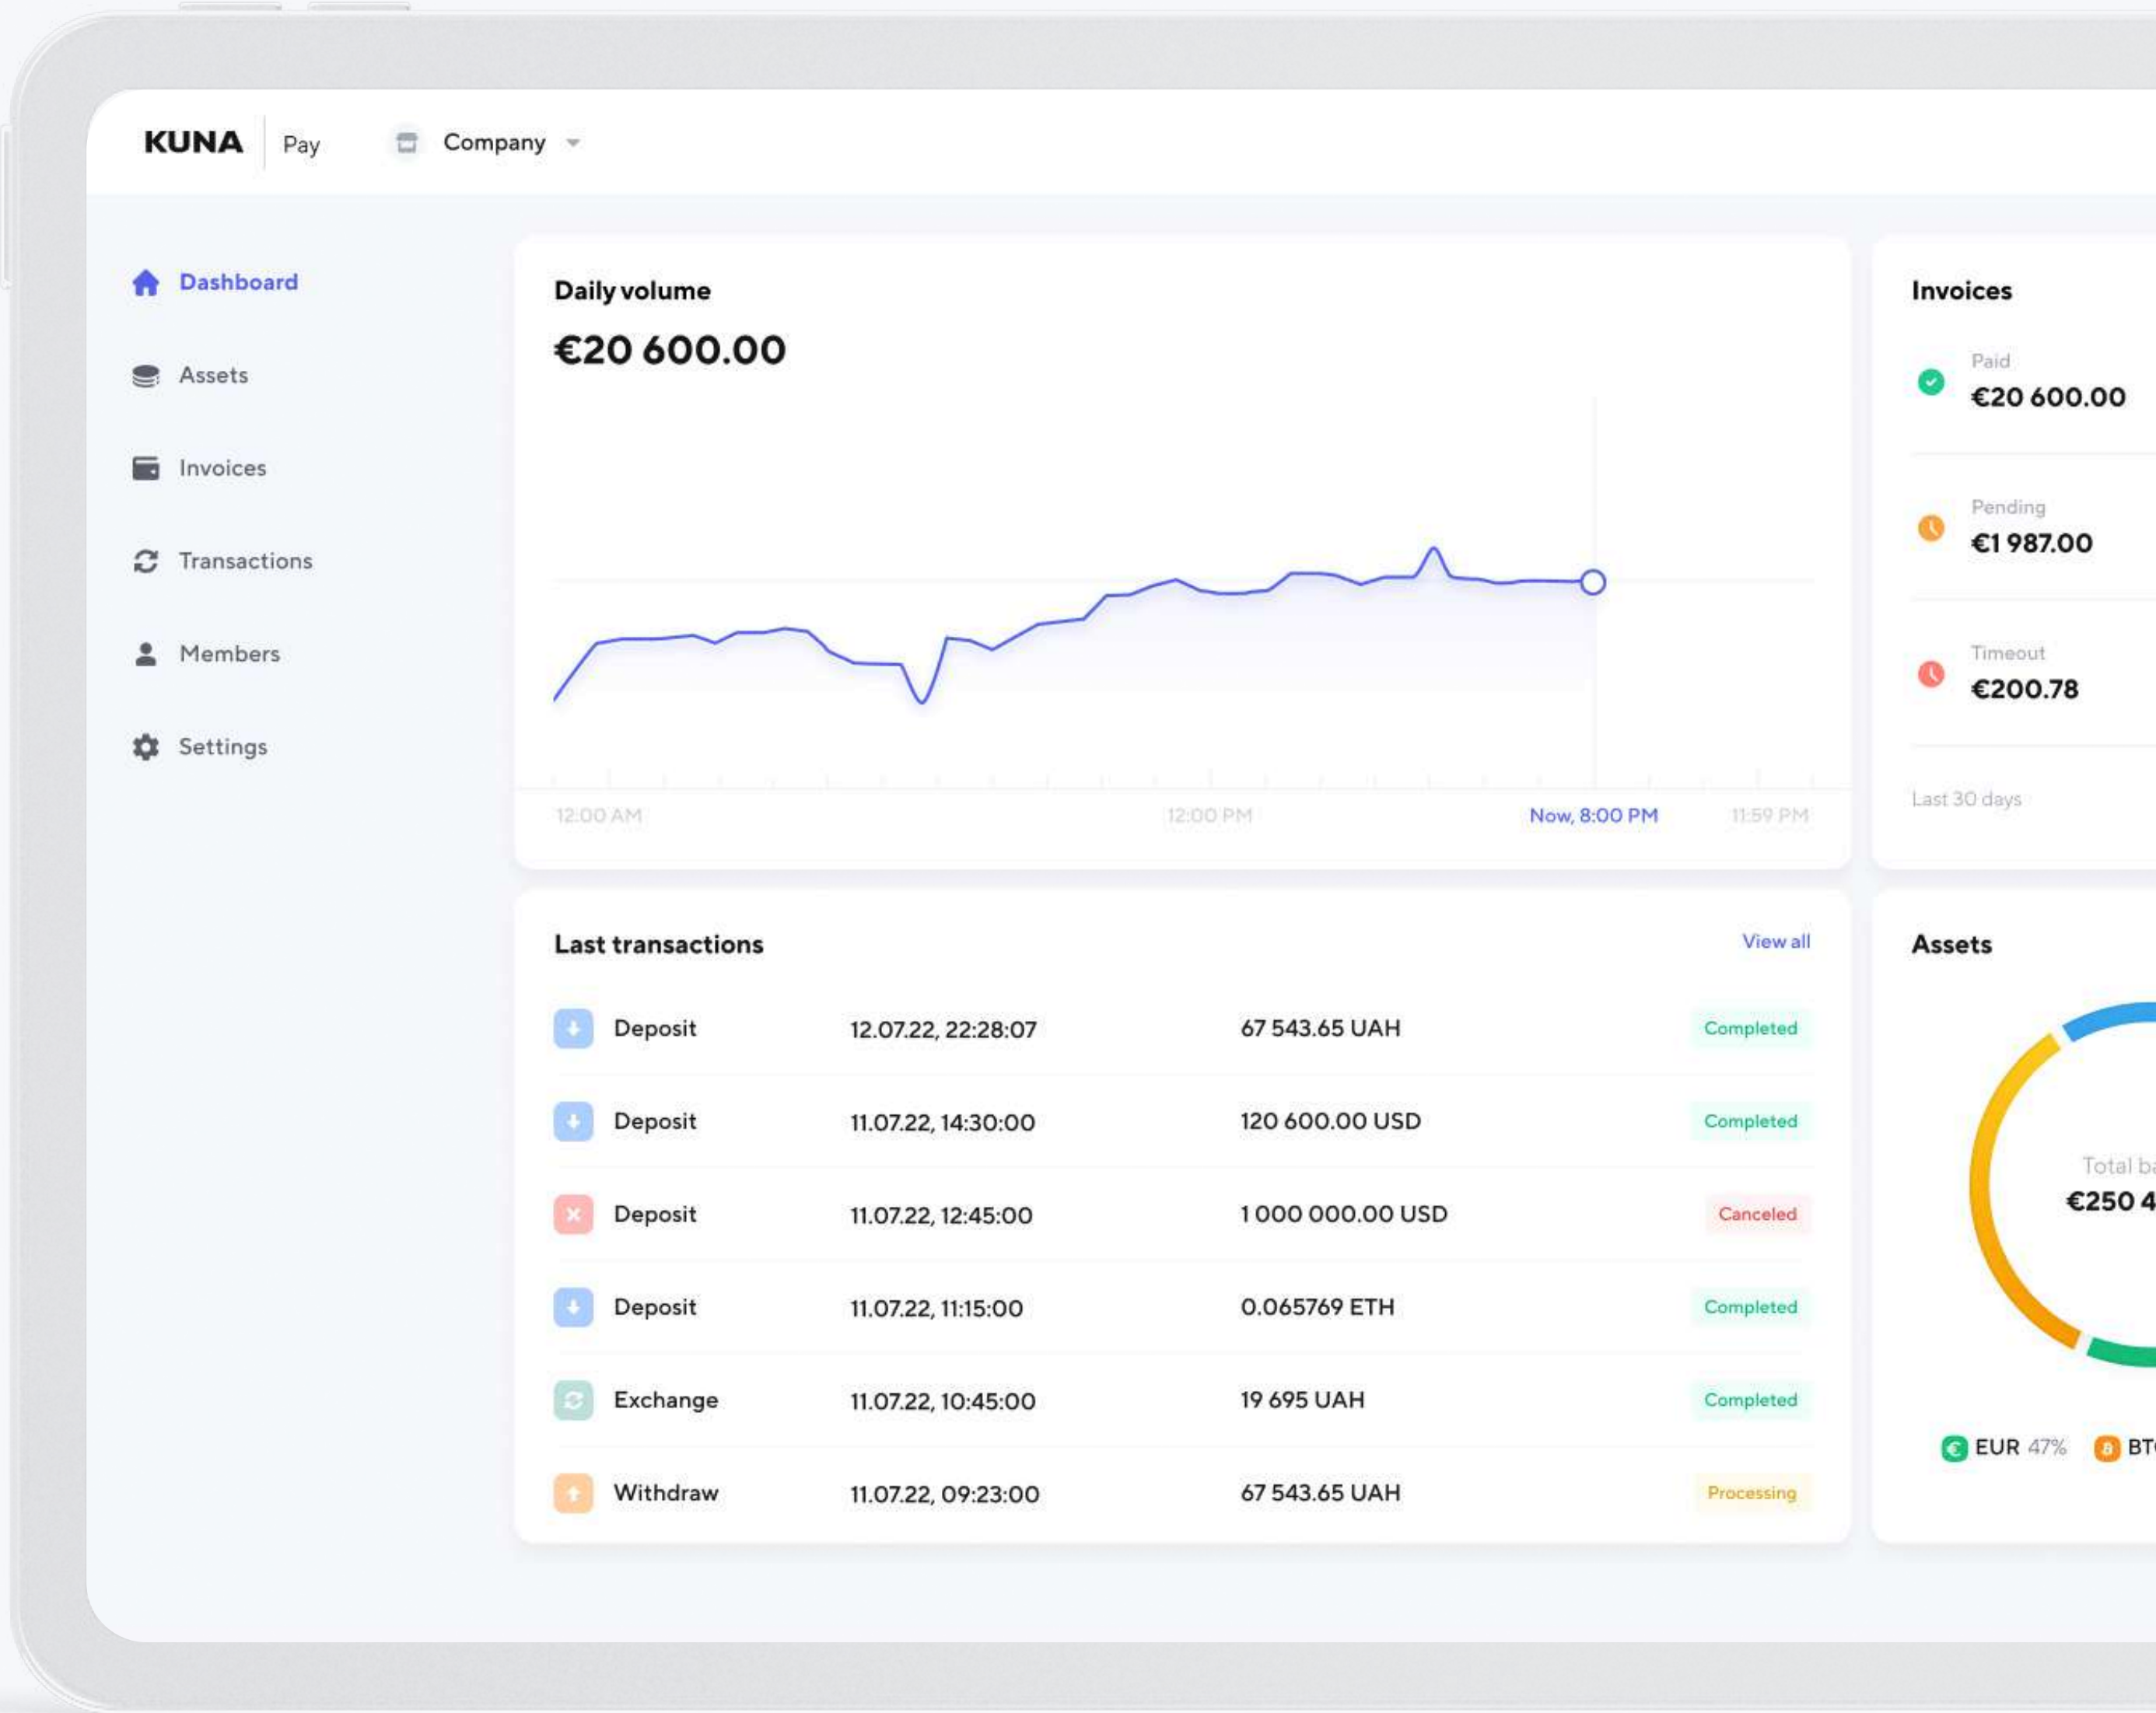 KUNA Pay Company
Dashboard
Assets
Invoices
Transactions
Members
Settings
Daily volume
€20 600.00
12:00 AM 12:00 PM Now, 8:00 PM 11:59 PM
Invoices
Paid
€20 600.00
Pending
€1 987.00
Timeout
€200.78
Last 30 days
Last transactions View all
Deposit 12.07.22, 22:28:07 67 543.65 UAH Completed
Deposit 11.07.22, 14:30:00 120 600.00 USD Completed
Deposit 11.07.22, 12:45:00 1 000 000.00 USD Canceled
Deposit 11.07.22, 11:15:00 0.065769 ETH Completed
Exchange 11.07.22, 10:45:00 19 695 UAH Completed
Withdraw 11.07.22, 09:23:00 67 543.65 UAH Processing
Assets
Total
€250
EUR 47%